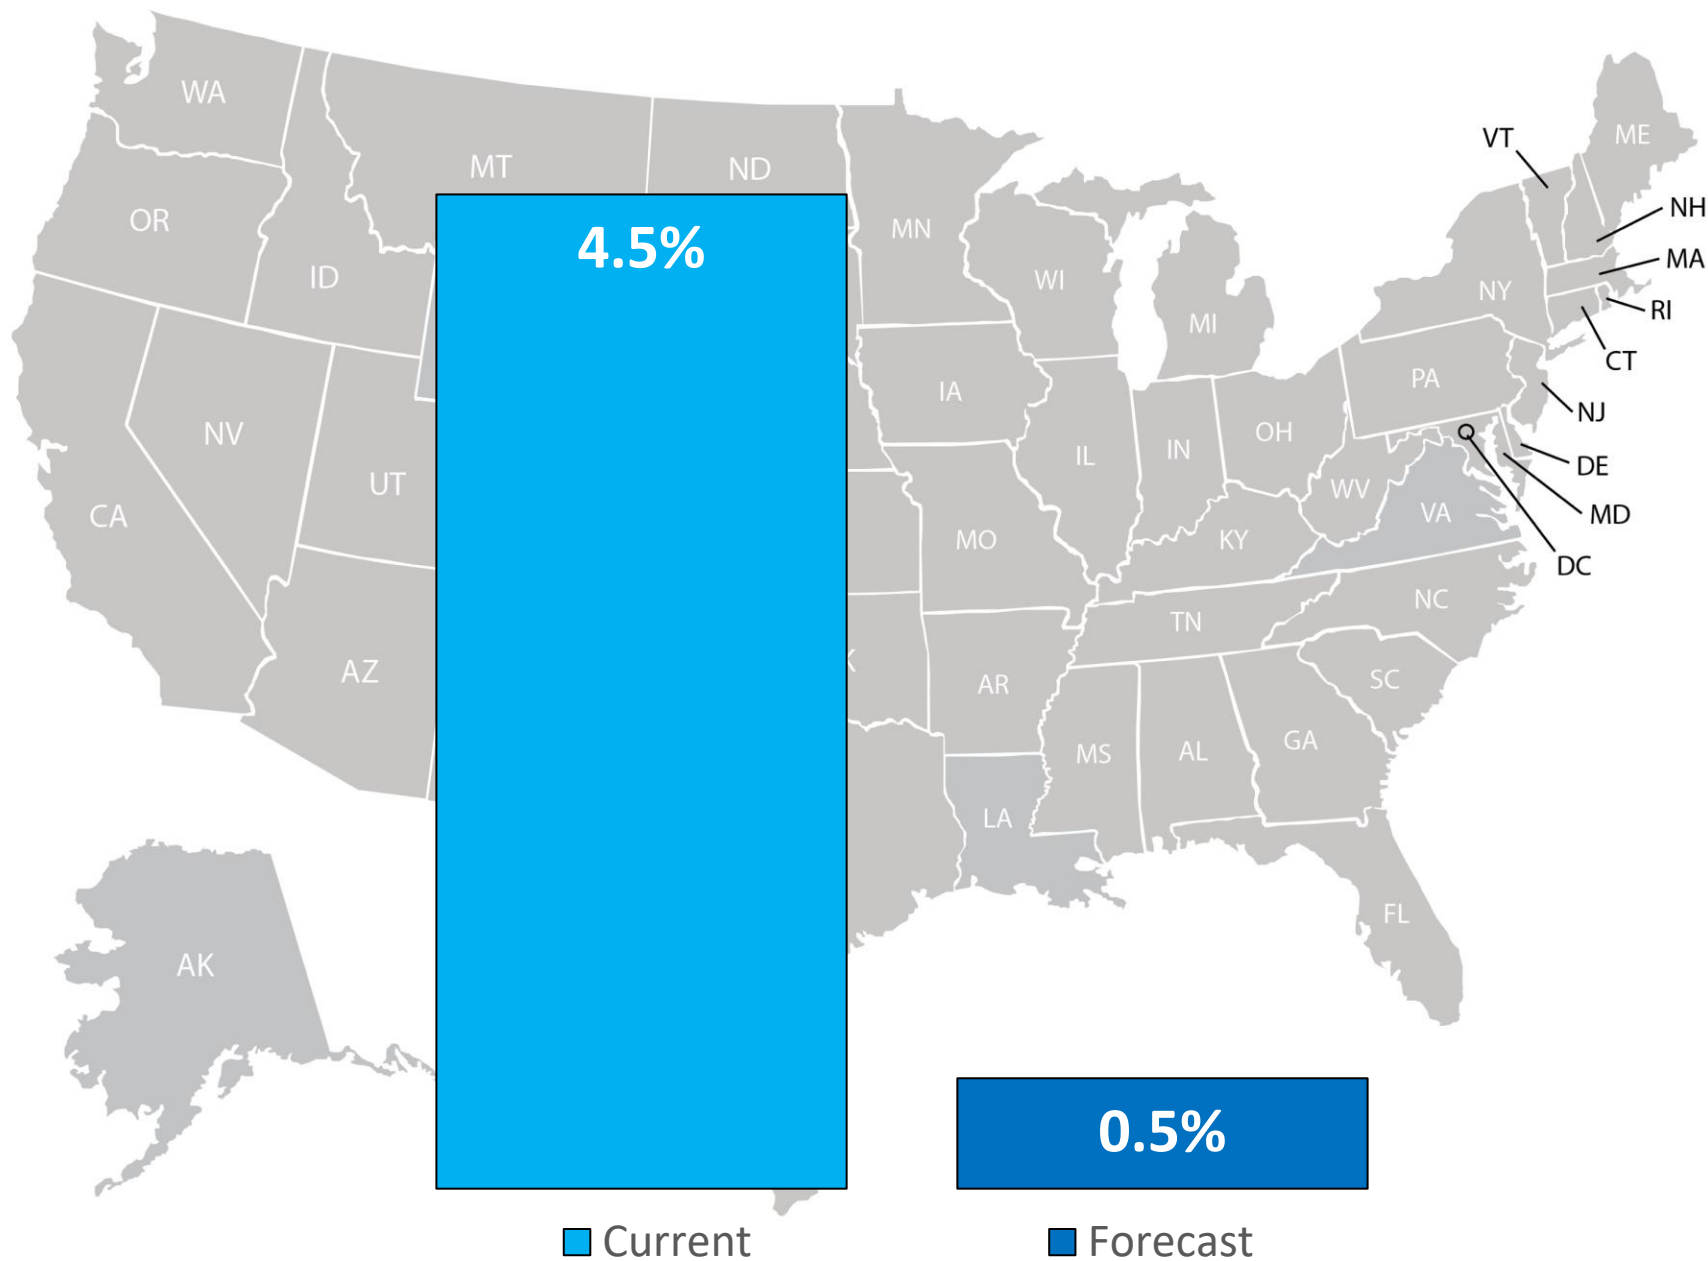 WA
MT
ND
OR
ID
MN
WI
MI
NY
ME
VT
NH
MA
RI
CT
NJ
DE
MD
DC
4.5%
NV
UT
CA
AZ
IA
IL
IN
OH
PA
WV
VA
MO
KY
NC
TN
AR
SC
MS
AL
GA
LA
FL
AK
0.5%
Current
Forecast